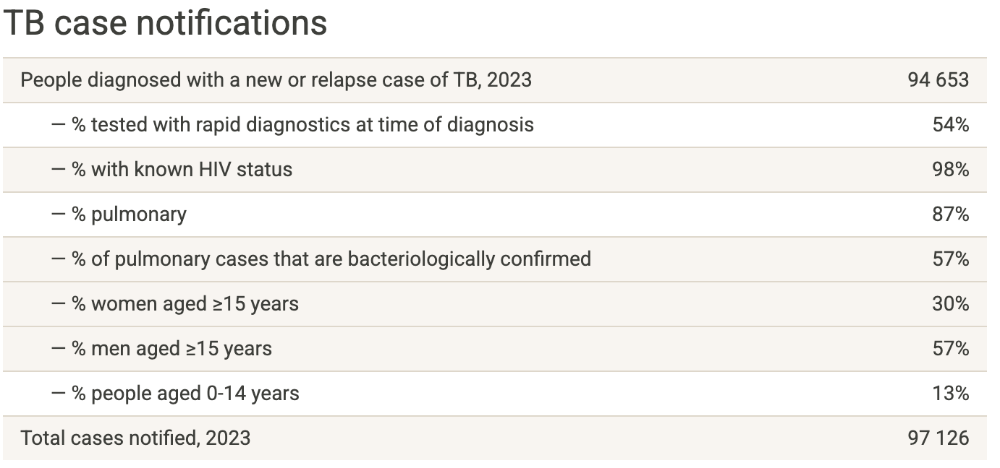 TB case notifications
People diagnosed with a new or relapse case of TB, 2023 94 653
— % tested with rapid diagnostics at time of diagnosis 54%
— % with known HIV status 98%
— % pulmonary 87%
— % of pulmonary cases that are bacteriologically confirmed 57%
— % women aged ≥15 years 30%
— % men aged ≥15 years 57%
— % people aged 0-14 years 13%
Total cases notified, 2023 97 126